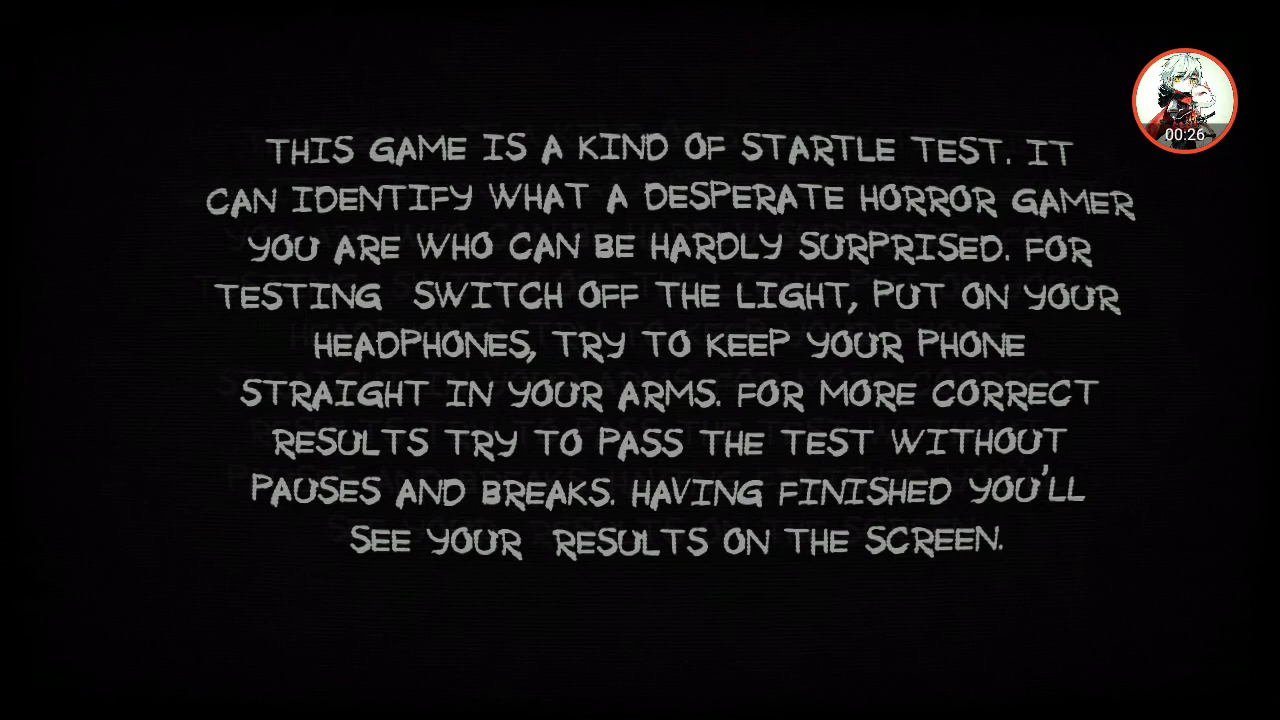 THIS GAME IS A KIND OF STARTLE TEST. IT
CAN IDENTIFY WHAT A DESPERATE HORROR GAMER
YOU ARE WHO CAN BE HARDLY SURPRISED. FOR
TESTING SWITCH OFF THE LIGHT, PUT ON YOUR
HEADPHONES, TRY TO KEEP YOUR PHONE
STRAIGHT IN YOUR ARMS. FOR MORE CORRECT
RESULTS TRY TO PASS THE TEST WITHOUT
PAUSES AND BREAKS. HAVING FINISHED YOU'LL
SEE YOUR RESULTS ON THE SCREEN.
00:26